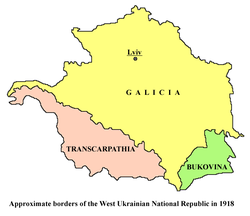 Lviv
GALICIA
TRANSCARPATHIA
BUKOVINA
Approximate borders of the West Ukrainian National Republic in 1918